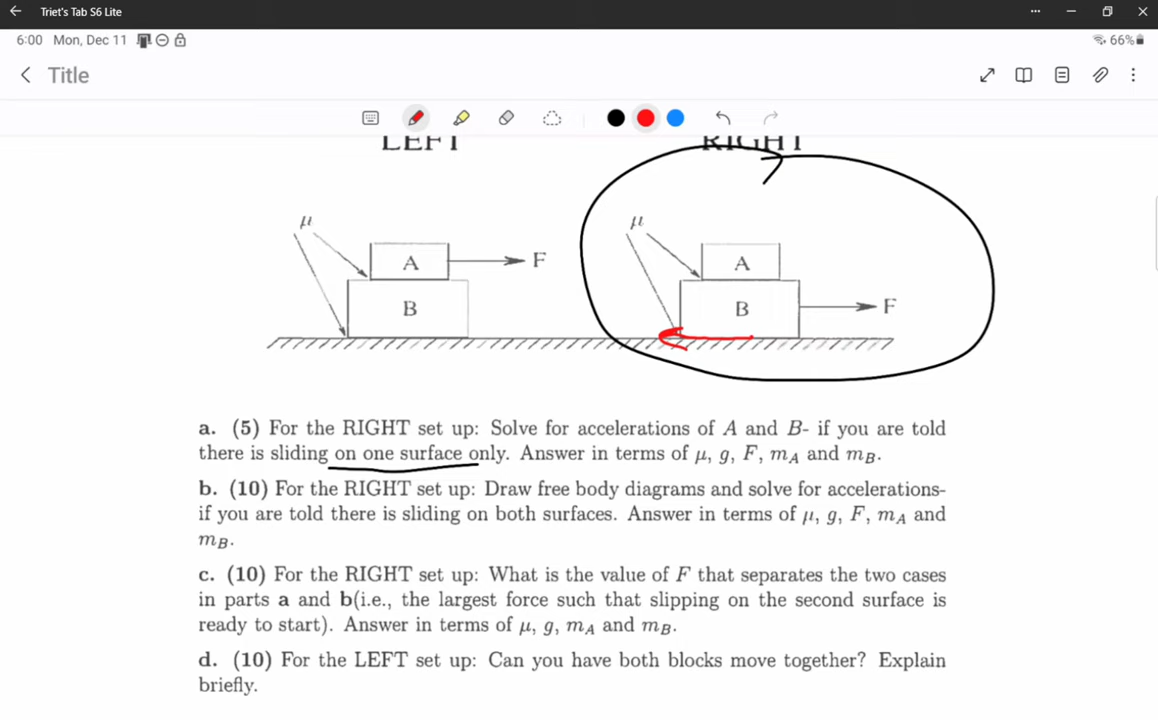 Triet's Tab S6 Lite
6:00 Mon, Dec 11 66%
Title
LEFT RIGHT
μ μ
A F A
B B F
a. (5) For the RIGHT set up: Solve for accelerations of A and B- if you are told
there is sliding on one surface only. Answer in terms of μ, g, F, m_A and m_B.
b. (10) For the RIGHT set up: Draw free body diagrams and solve for accelerations-
if you are told there is sliding on both surfaces. Answer in terms of μ, g, F, m_A and
m_B.
c. (10) For the RIGHT set up: What is the value of F that separates the two cases
in parts a and b(i.e., the largest force such that slipping on the second surface is
ready to start). Answer in terms of μ, g, m_A and m_B.
d. (10) For the LEFT set up: Can you have both blocks move together? Explain
briefly.